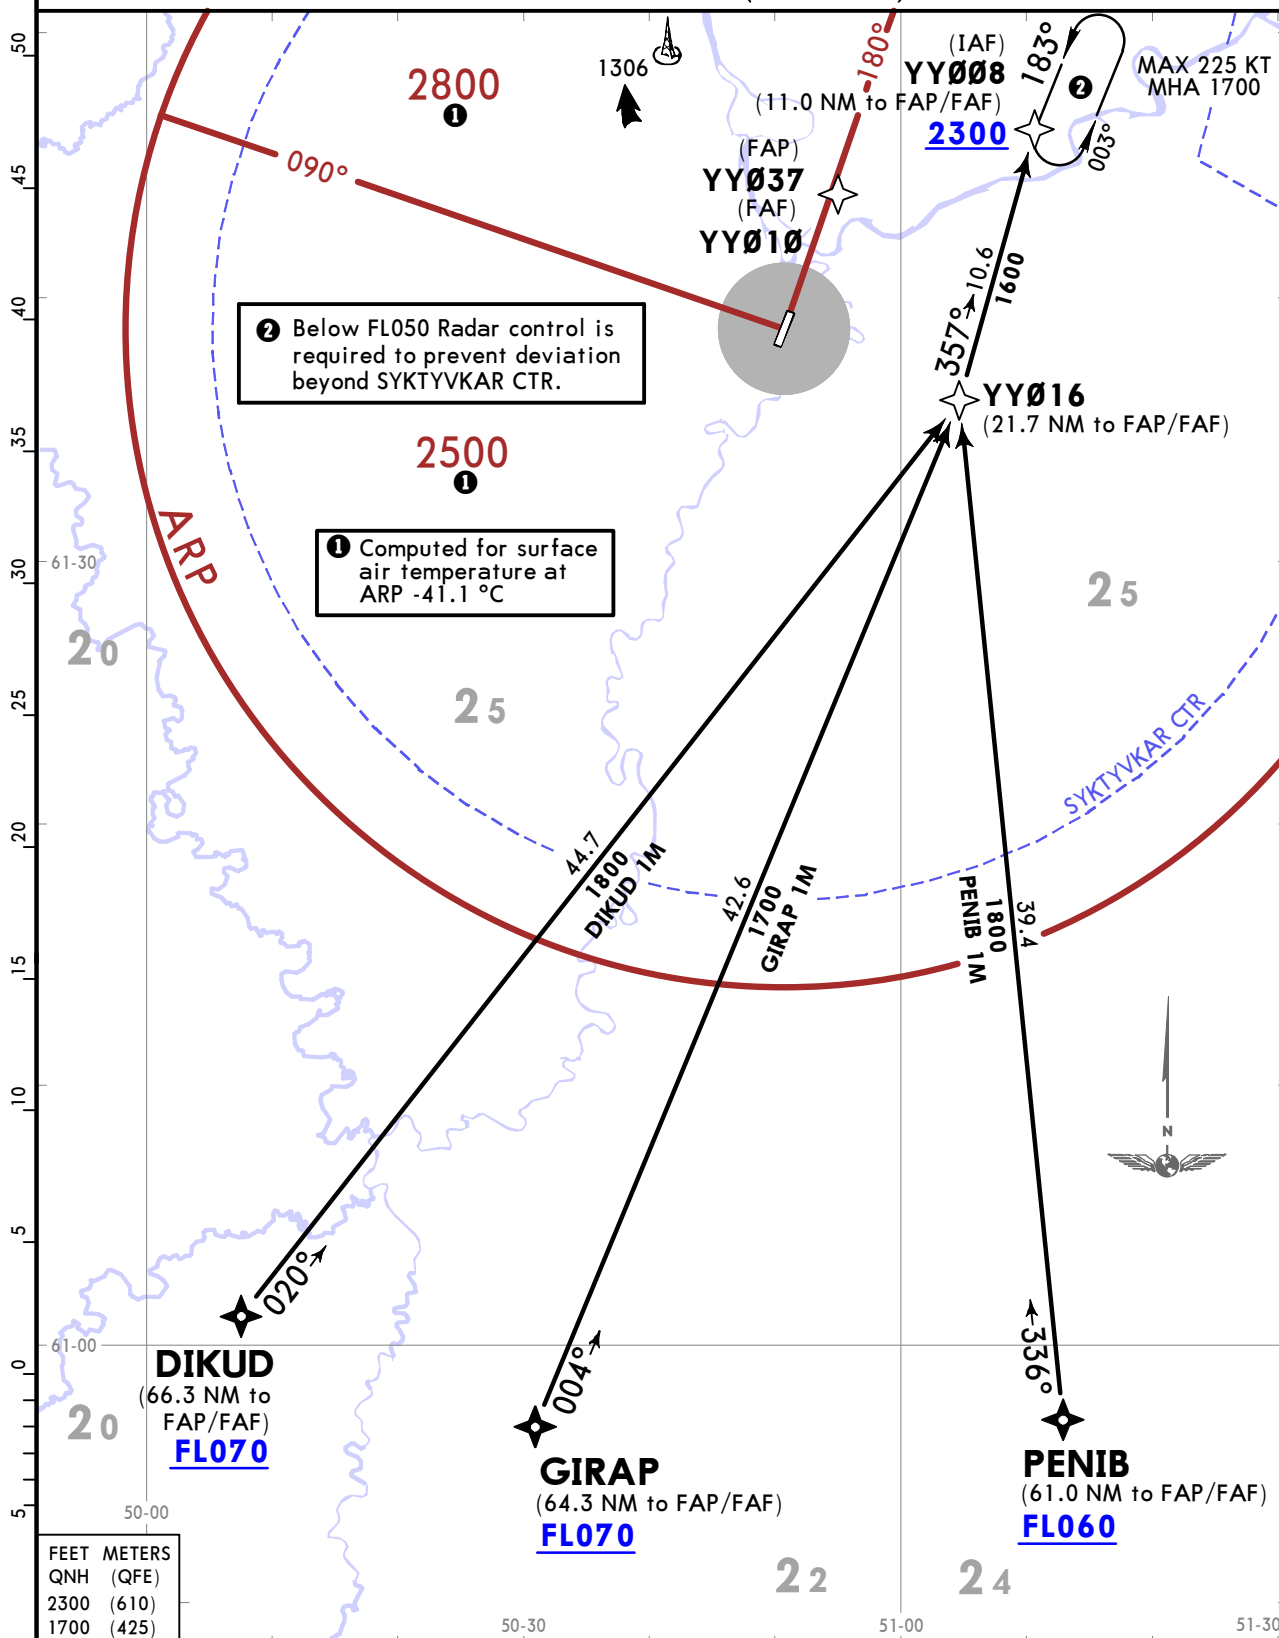 50
45
40
35
30
25
20
15
10
5
0
5
2800
❶
1306
180°
(IAF)
YYØØ8
(11.0 NM to FAP/FAF)
2300
183°
❷
003°
MAX 225 KT
MHA 1700
090°
(FAP)
YYØ37
(FAF)
YYØ1Ø
❷ Below FL050 Radar control is
required to prevent deviation
beyond SYKTYVKAR CTR.
357°
10.6
1600
YYØ16
(21.7 NM to FAP/FAF)
2500
❶
❶ Computed for surface
air temperature at
ARP -41.1 °C
ARP
61-30
20
25
25
SYKTYVKAR CTR
44.7
1800
DIKUD 1M
42.6
1700
GIRAP 1M
39.4
1800
PENIB 1M
N
020°
004°
336°
61-00
DIKUD
(66.3 NM to
FAP/FAF)
FL070
20
GIRAP
(64.3 NM to FAP/FAF)
FL070
PENIB
(61.0 NM to FAP/FAF)
FL060
50-00
22
24
FEET METERS
QNH (QFE)
2300 (610)
1700 (425)
50-30
51-00
51-30